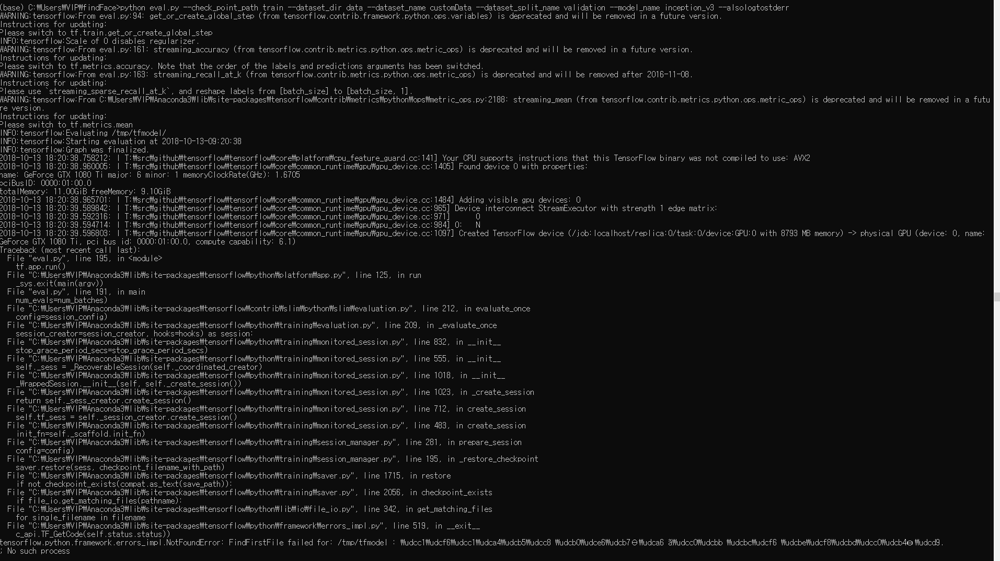 (base) C:₩Users₩VIP₩findFace>python eval.py --check_point_path train --dataset_dir data --dataset_name customData --dataset_split_name validation --model_name inception_v3 --alsologtostderr
WARNING:tensorflow:From eval.py:94: get_or_create_global_step (from tensorflow.contrib.framework.python.ops.variables) is deprecated and will be removed in a future version.
Instructions for updating:
Please switch to tf.train.get_or_create_global_step
INFO:tensorflow:Scale of 0 disables regularizer.
WARNING:tensorflow:From eval.py:161: streaming_accuracy (from tensorflow.contrib.metrics.python.ops.metric_ops) is deprecated and will be removed in a future version.
Instructions for updating:
Please switch to tf.metrics.accuracy. Note that the order of the labels and predictions arguments has been switched.
WARNING:tensorflow:From eval.py:163: streaming_recall_at_k (from tensorflow.contrib.metrics.python.ops.metric_ops) is deprecated and will be removed after 2016-11-08.
Instructions for updating:
Please use `streaming_sparse_recall_at_k`, and reshape labels from [batch_size] to [batch_size, 1].
WARNING:tensorflow:From C:₩Users₩VIP₩Anaconda3₩lib₩site-packages₩tensorflow₩contrib₩metrics₩python₩ops₩metric_ops.py:2188: streaming_mean (from tensorflow.contrib.metrics.python.ops.metric_ops) is deprecated and will be removed in a futu
re version.
Instructions for updating:
Please switch to tf.metrics.mean
INFO:tensorflow:Evaluating /tmp/tfmodel/
INFO:tensorflow:Starting evaluation at 2018-10-13-09:20:38
INFO:tensorflow:Graph was finalized.
2018-10-13 18:20:38.758212: I T:₩src₩github₩tensorflow₩tensorflow₩core₩platform₩cpu_feature_guard.cc:141] Your CPU supports instructions that this TensorFlow binary was not compiled to use: AVX2
2018-10-13 18:20:38.960005: I T:₩src₩github₩tensorflow₩tensorflow₩core₩common_runtime₩gpu₩gpu_device.cc:1405] Found device 0 with properties:
name: GeForce GTX 1080 Ti major: 6 minor: 1 memoryClockRate(GHz): 1.6705
pciBusID: 0000:01:00.0
totalMemory: 11.00GiB freeMemory: 9.10GiB
2018-10-13 18:20:38.965701: I T:₩src₩github₩tensorflow₩tensorflow₩core₩common_runtime₩gpu₩gpu_device.cc:1484] Adding visible gpu devices: 0
2018-10-13 18:20:39.589842: I T:₩src₩github₩tensorflow₩tensorflow₩core₩common_runtime₩gpu₩gpu_device.cc:965] Device interconnect StreamExecutor with strength 1 edge matrix:
2018-10-13 18:20:39.592316: I T:₩src₩github₩tensorflow₩tensorflow₩core₩common_runtime₩gpu₩gpu_device.cc:971]      0
2018-10-13 18:20:39.594714: I T:₩src₩github₩tensorflow₩tensorflow₩core₩common_runtime₩gpu₩gpu_device.cc:984] 0:   N
2018-10-13 18:20:39.596803: I T:₩src₩github₩tensorflow₩tensorflow₩core₩common_runtime₩gpu₩gpu_device.cc:1097] Created TensorFlow device (/job:localhost/replica:0/task:0/device:GPU:0 with 8793 MB memory) -> physical GPU (device: 0, name:
GeForce GTX 1080 Ti, pci bus id: 0000:01:00.0, compute capability: 6.1)
Traceback (most recent call last):
  File "eval.py", line 195, in <module>
    tf.app.run()
  File "C:₩Users₩VIP₩Anaconda3₩lib₩site-packages₩tensorflow₩python₩platform₩app.py", line 125, in run
    _sys.exit(main(argv))
  File "eval.py", line 191, in main
    num_evals=num_batches)
  File "C:₩Users₩VIP₩Anaconda3₩lib₩site-packages₩tensorflow₩contrib₩slim₩python₩slim₩evaluation.py", line 212, in evaluate_once
    config=session_config)
  File "C:₩Users₩VIP₩Anaconda3₩lib₩site-packages₩tensorflow₩python₩training₩evaluation.py", line 209, in _evaluate_once
    session_creator=session_creator, hooks=hooks) as session:
  File "C:₩Users₩VIP₩Anaconda3₩lib₩site-packages₩tensorflow₩python₩training₩monitored_session.py", line 832, in __init__
    stop_grace_period_secs=stop_grace_period_secs)
  File "C:₩Users₩VIP₩Anaconda3₩lib₩site-packages₩tensorflow₩python₩training₩monitored_session.py", line 555, in __init__
    self._sess = _RecoverableSession(self._coordinated_creator)
  File "C:₩Users₩VIP₩Anaconda3₩lib₩site-packages₩tensorflow₩python₩training₩monitored_session.py", line 1018, in __init__
    _WrappedSession.__init__(self, self._create_session())
  File "C:₩Users₩VIP₩Anaconda3₩lib₩site-packages₩tensorflow₩python₩training₩monitored_session.py", line 1023, in _create_session
    return self._sess_creator.create_session()
  File "C:₩Users₩VIP₩Anaconda3₩lib₩site-packages₩tensorflow₩python₩training₩monitored_session.py", line 712, in create_session
    self.tf_sess = self._session_creator.create_session()
  File "C:₩Users₩VIP₩Anaconda3₩lib₩site-packages₩tensorflow₩python₩training₩monitored_session.py", line 483, in create_session
    init_fn=self._scaffold.init_fn)
  File "C:₩Users₩VIP₩Anaconda3₩lib₩site-packages₩tensorflow₩python₩training₩session_manager.py", line 281, in prepare_session
    config=config)
  File "C:₩Users₩VIP₩Anaconda3₩lib₩site-packages₩tensorflow₩python₩training₩session_manager.py", line 195, in _restore_checkpoint
    saver.restore(sess, checkpoint_filename_with_path)
  File "C:₩Users₩VIP₩Anaconda3₩lib₩site-packages₩tensorflow₩python₩training₩saver.py", line 1715, in restore
    if not checkpoint_exists(compat.as_text(save_path)):
  File "C:₩Users₩VIP₩Anaconda3₩lib₩site-packages₩tensorflow₩python₩training₩saver.py", line 2056, in checkpoint_exists
    if file_io.get_matching_files(pathname):
  File "C:₩Users₩VIP₩Anaconda3₩lib₩site-packages₩tensorflow₩python₩lib₩io₩file_io.py", line 342, in get_matching_files
    for single_filename in filename
  File "C:₩Users₩VIP₩Anaconda3₩lib₩site-packages₩tensorflow₩python₩framework₩errors_impl.py", line 519, in __exit__
    c_api.TF_GetCode(self.status.status))
tensorflow.python.framework.errors_impl.NotFoundError: FindFirstFile failed for: /tmp/tfmodel : ₩udcc1₩udcf6₩udcc1₩udca4₩udcb5₩udcc8 ₩udcb0₩udce6₩udcb7Θ₩udca6 ã₩udcc0₩udcbb ₩udcbc₩udcf6 ₩udcbe₩udcf8₩udcbd₩udcc0₩udcb4ϴ₩udcd9.
; No such process